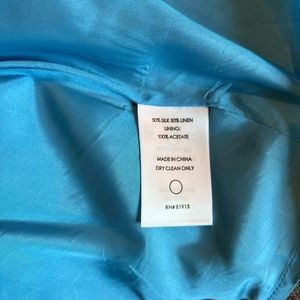 50% SILK 50% LINEN
LINING:
100% ACETATE
MADE IN CHINA
DRY CLEAN ONLY
RN# 81913